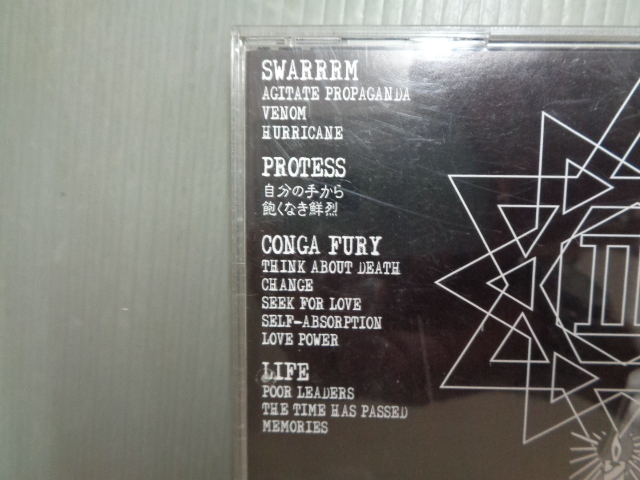 SWARRRM
AGITATE PROPAGANDA
VENOM
HURRICANE
PROTESS
自分の手から
飽くなき鮮烈
CONGA FURY
THINK ABOUT DEATH
CHANGE
SEEK FOR LOVE
SELF-ABSORPTION
LOVE POWER
LIFE
POOR LEADERS
THE TIME HAS PASSED
MEMORIES